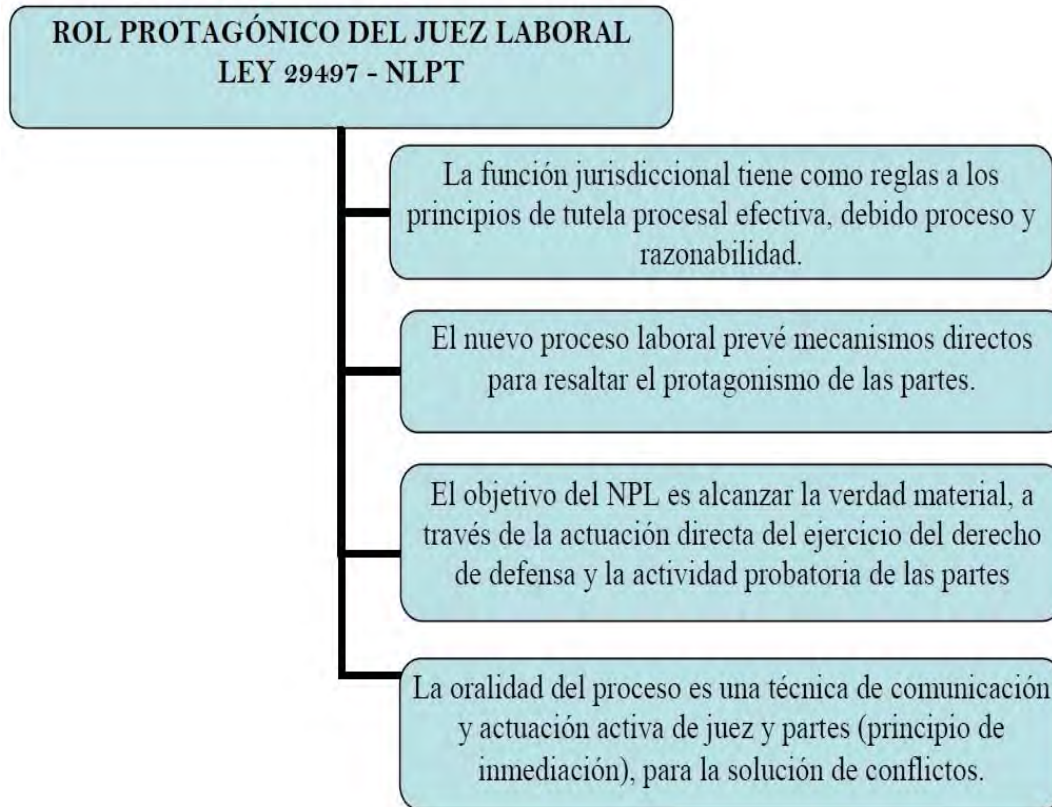 ROL PROTAGÓNICO DEL JUEZ LABORAL
LEY 29497 - NLPT
La función jurisdiccional tiene como reglas a los
principios de tutela procesal efectiva, debido proceso y
razonabilidad.
El nuevo proceso laboral prevé mecanismos directos
para resaltar el protagonismo de las partes.
El objetivo del NPL es alcanzar la verdad material, a
través de la actuación directa del ejercicio del derecho
de defensa y la actividad probatoria de las partes
La oralidad del proceso es una técnica de comunicación
y actuación activa de juez y partes (principio de
inmediación), para la solución de conflictos.